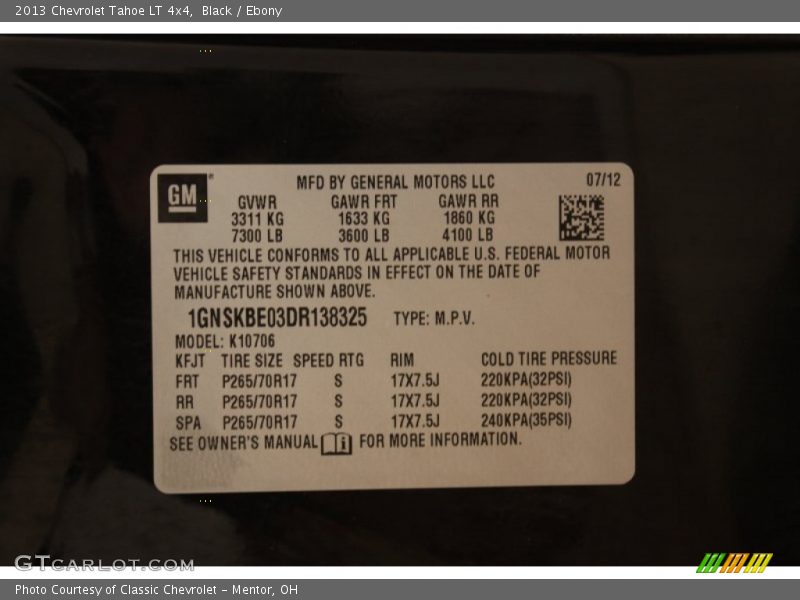 2013 Chevrolet Tahoe LT 4x4, Black / Ebony
GM
MFD BY GENERAL MOTORS LLC 07/12
GVWR GAWR FRT GAWR RR
3311 KG 1633 KG 1860 KG
7300 LB 3600 LB 4100 LB
THIS VEHICLE CONFORMS TO ALL APPLICABLE U.S. FEDERAL MOTOR
VEHICLE SAFETY STANDARDS IN EFFECT ON THE DATE OF
MANUFACTURE SHOWN ABOVE.
1GNSKBE03DR138325 TYPE: M.P.V.
MODEL: K10706
KFJT TIRE SIZE SPEED RTG RIM COLD TIRE PRESSURE
FRT P265/70R17 S 17X7.5J 220KPA(32PSI)
RR P265/70R17 S 17X7.5J 220KPA(32PSI)
SPA P265/70R17 S 17X7.5J 240KPA(35PSI)
SEE OWNER'S MANUAL i FOR MORE INFORMATION.
GTCARLOT.COM
Photo Courtesy of Classic Chevrolet - Mentor, OH